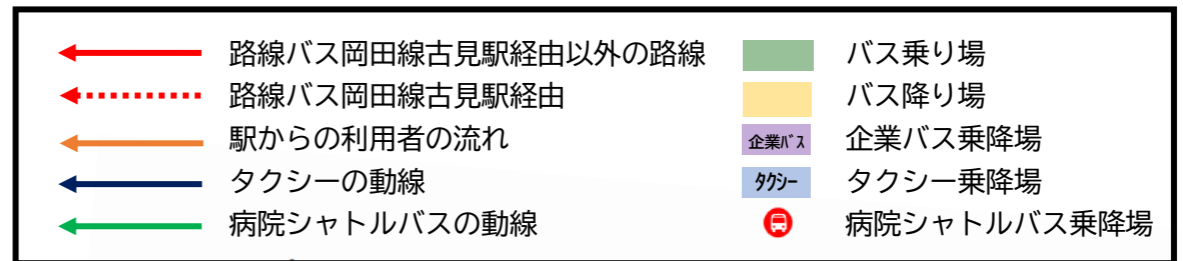 路線バス岡田線古見駅経由以外の路線
路線バス岡田線古見駅経由
駅からの利用者の流れ
タクシーの動線
病院シャトルバスの動線
バス乗り場
バス降り場
企業ﾊﾞｽ 企業バス乗降場
ﾀｸｼｰ タクシー乗降場
病院シャトルバス乗降場